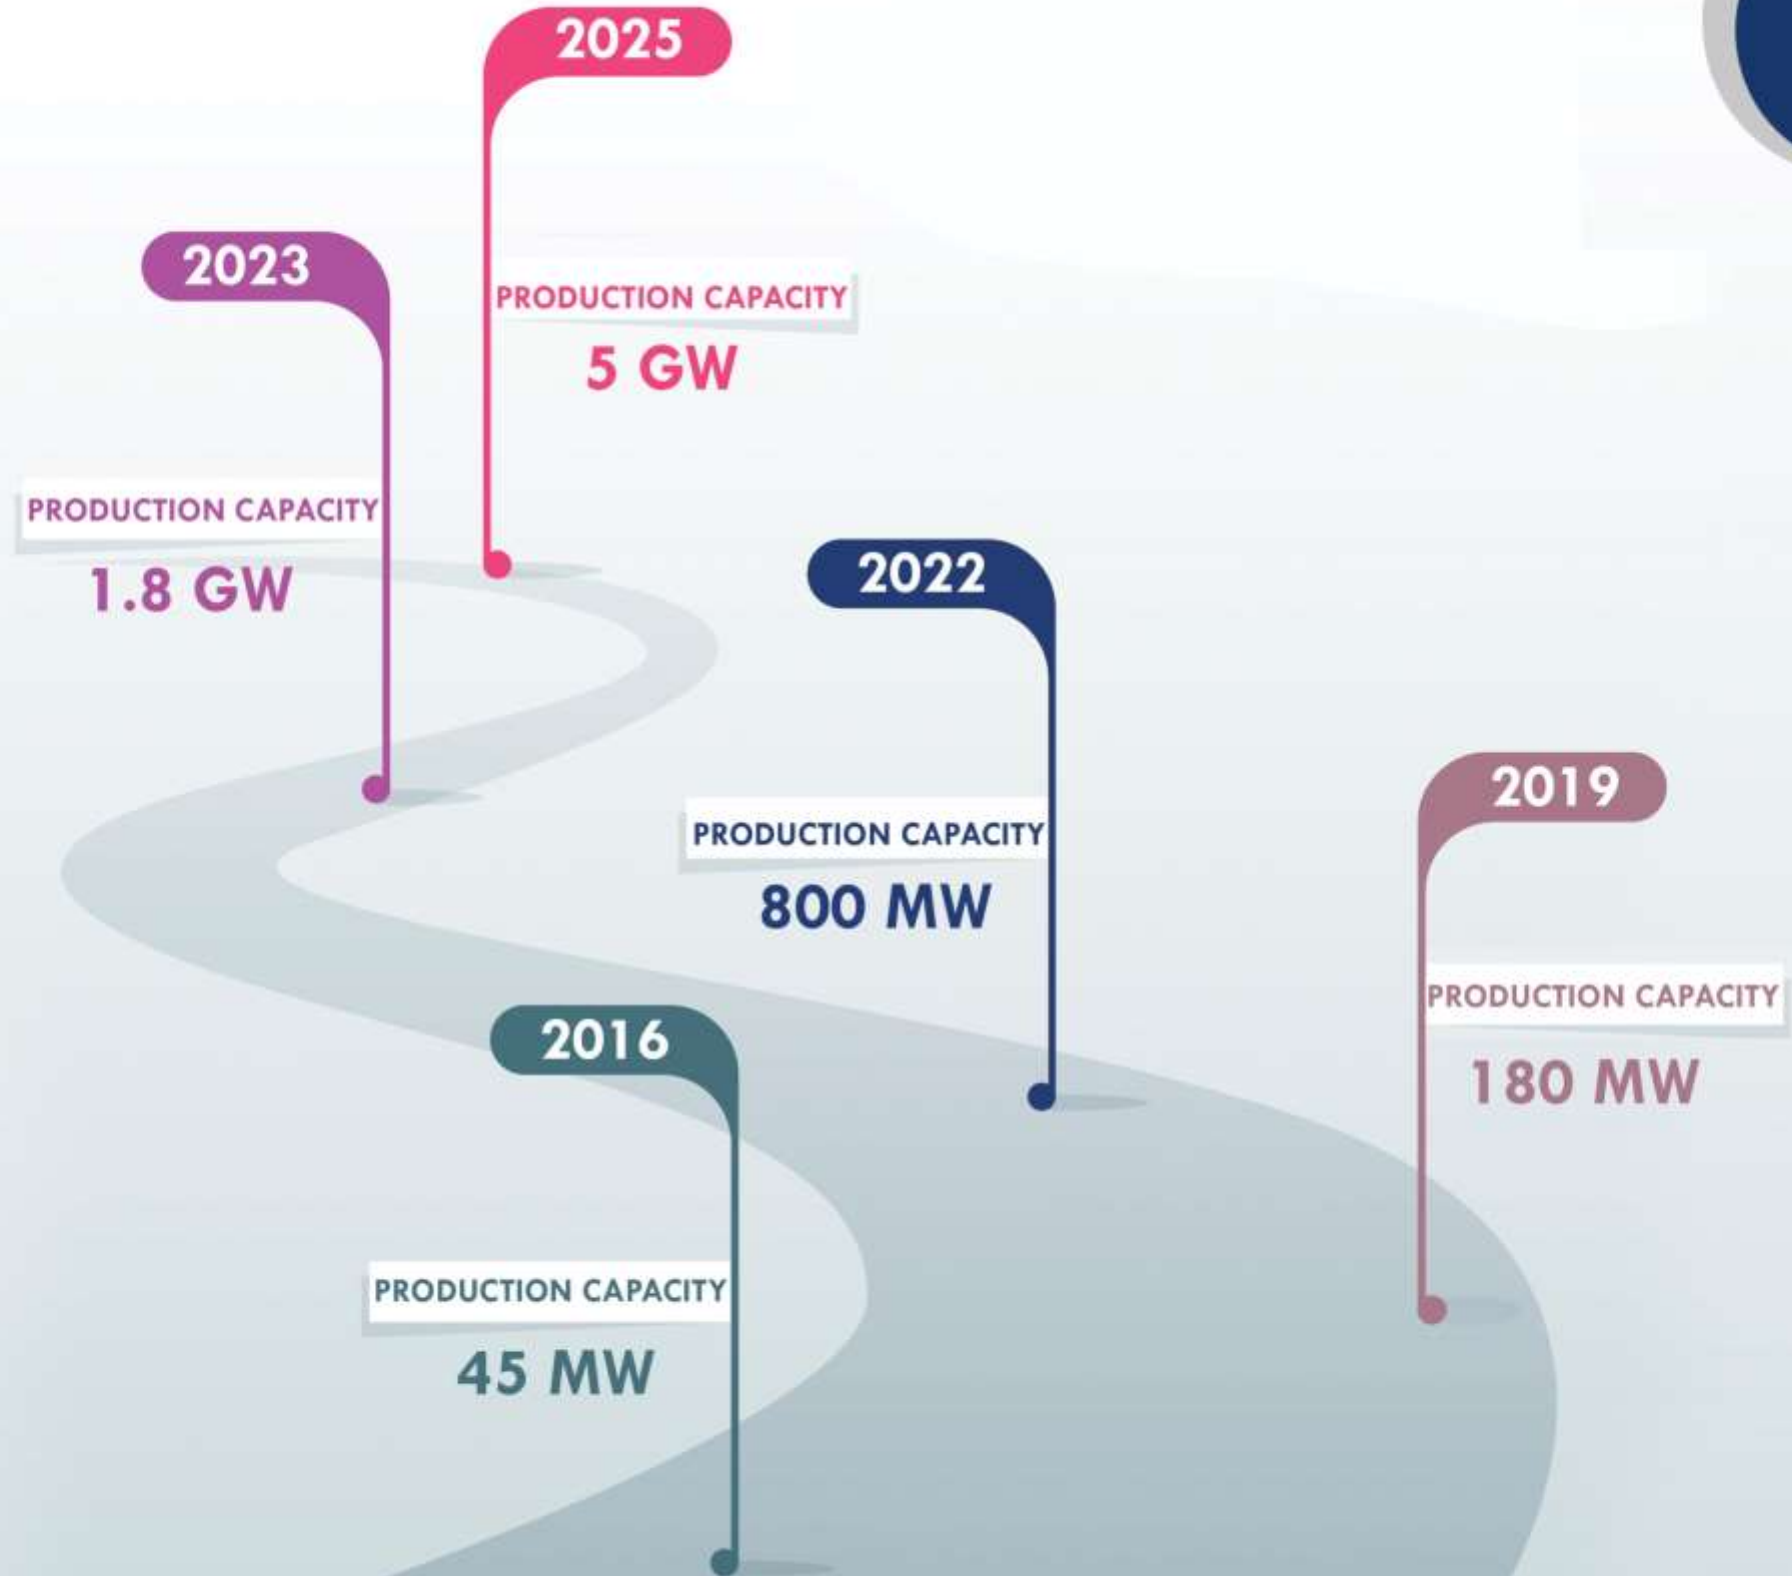 2025
PRODUCTION CAPACITY
5 GW
2023
PRODUCTION CAPACITY
1.8 GW
2022
PRODUCTION CAPACITY
800 MW
2019
PRODUCTION CAPACITY
180 MW
2016
PRODUCTION CAPACITY
45 MW